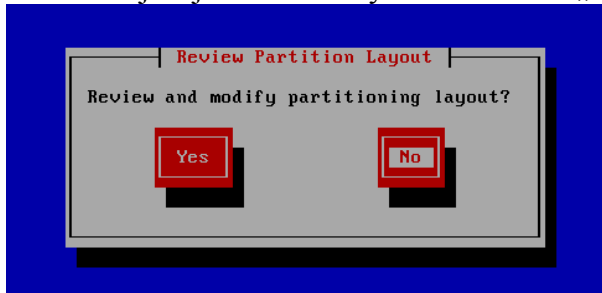 Review Partition Layout
Review and modify partitioning layout?
Yes No